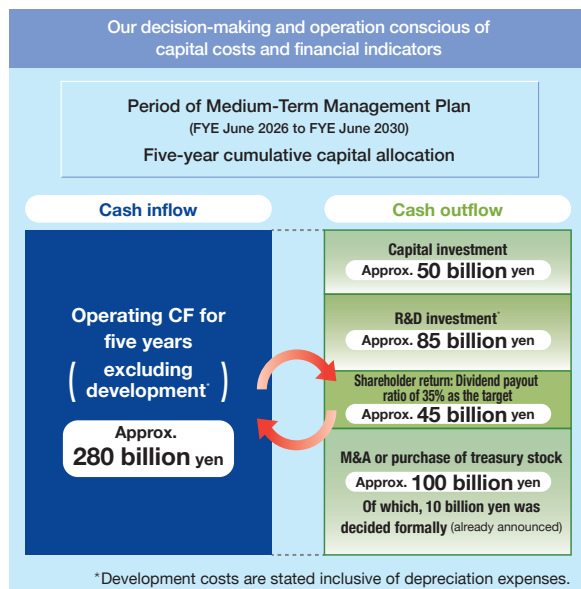 Our decision-making and operation conscious of
capital costs and financial indicators
Period of Medium-Term Management Plan
(FYE June 2026 to FYE June 2030)
Five-year cumulative capital allocation
Cash inflow
Operating CF for
five years
(excluding
development*)
Approx.
280 billion yen
Cash outflow
Capital investment
Approx. 50 billion yen
R&D investment*
Approx. 85 billion yen
Shareholder return: Dividend payout
ratio of 35% as the target
Approx. 45 billion yen
M&A or purchase of treasury stock
Approx. 100 billion yen
Of which, 10 billion yen was
decided formally (already announced)
*Development costs are stated inclusive of depreciation expenses.